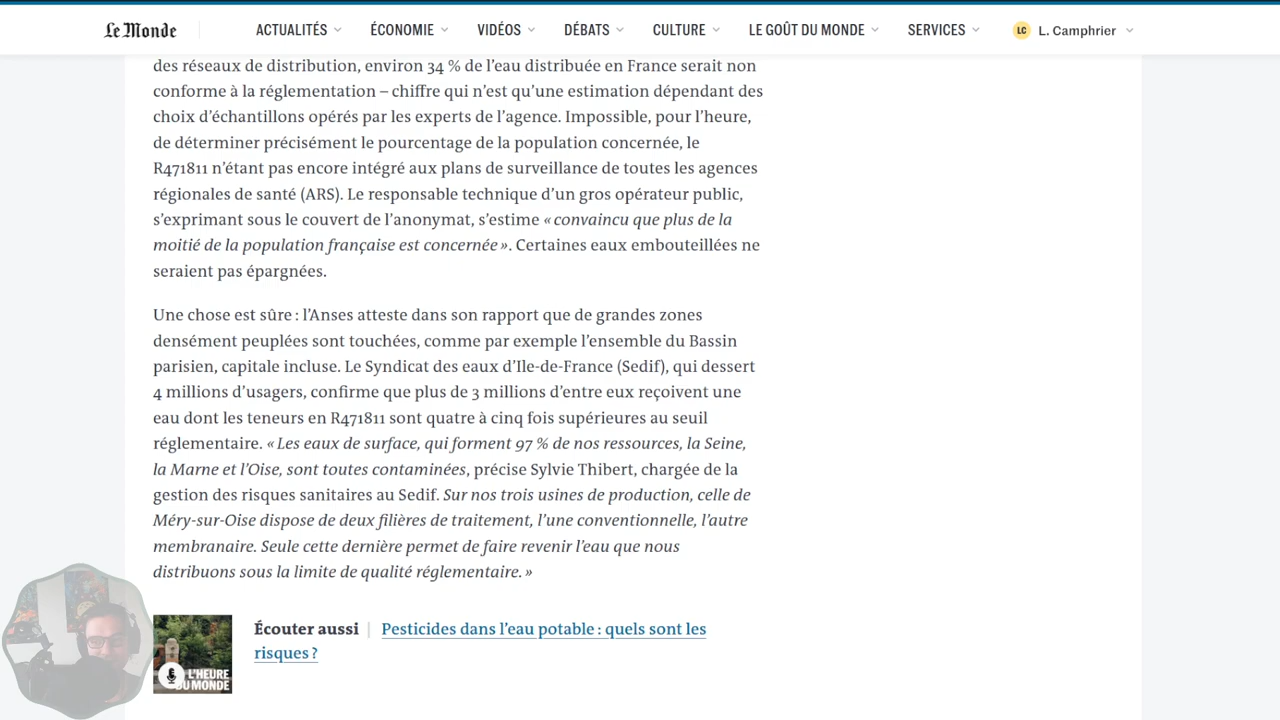 Le Monde
ACTUALITÉS
ÉCONOMIE
VIDÉOS
DÉBATS
CULTURE
LE GOÛT DU MONDE
SERVICES
LC
L. Camphrier
des réseaux de distribution, environ 34 % de l’eau distribuée en France serait non
conforme à la réglementation – chiffre qui n’est qu’une estimation dépendant des
choix d’échantillons opérés par les experts de l’agence. Impossible, pour l’heure,
de déterminer précisément le pourcentage de la population concernée, le
R471811 n’étant pas encore intégré aux plans de surveillance de toutes les agences
régionales de santé (ARS). Le responsable technique d’un gros opérateur public,
s’exprimant sous le couvert de l’anonymat, s’estime « convaincu que plus de la
moitié de la population française est concernée ». Certaines eaux embouteillées ne
seraient pas épargnées.
Une chose est sûre : l’Anses atteste dans son rapport que de grandes zones
densément peuplées sont touchées, comme par exemple l’ensemble du Bassin
parisien, capitale incluse. Le Syndicat des eaux d’Ile-de-France (Sedif), qui dessert
4 millions d’usagers, confirme que plus de 3 millions d’entre eux reçoivent une
eau dont les teneurs en R471811 sont quatre à cinq fois supérieures au seuil
réglementaire. « Les eaux de surface, qui forment 97 % de nos ressources, la Seine,
la Marne et l’Oise, sont toutes contaminées, précise Sylvie Thibert, chargée de la
gestion des risques sanitaires au Sedif. Sur nos trois usines de production, celle de
Méry-sur-Oise dispose de deux filières de traitement, l’une conventionnelle, l’autre
membranaire. Seule cette dernière permet de faire revenir l’eau que nous
distribuons sous la limite de qualité réglementaire. »
Écouter aussi | Pesticides dans l’eau potable : quels sont les
risques ?
L’HEURE
DU MONDE